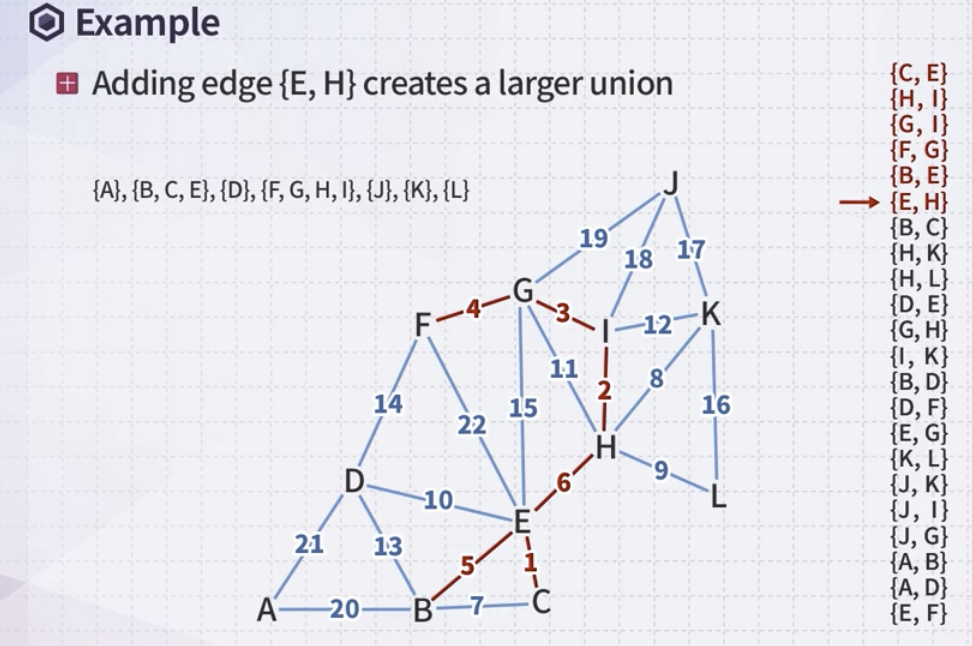 Example
Adding edge {E, H} creates a larger union
{A}, {B, C, E}, {D}, {F, G, H, I}, {J}, {K}, {L}
{C, E}
{H, I}
{G, I}
{F, G}
{B, E}
{E, H}
{B, C}
{H, K}
{H, L}
{D, E}
{G, H}
{I, K}
{B, D}
{D, F}
{E, G}
{K, L}
{J, K}
{J, I}
{J, G}
{A, B}
{A, D}
{E, F}
J
19
18
17
G
4
3
F
I
12
K
11
2
8
14
15
16
22
H
9
D
6
L
10
E
21
13
5
1
A
20
B
7
C